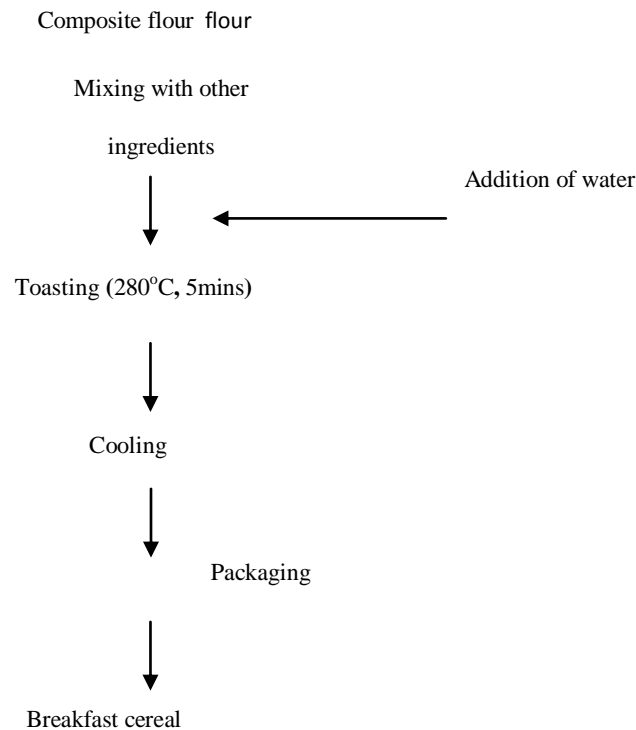 Composite flour flour
Mixing with other
ingredients
Addition of water
Toasting (280°C, 5mins)
Cooling
Packaging
Breakfast cereal